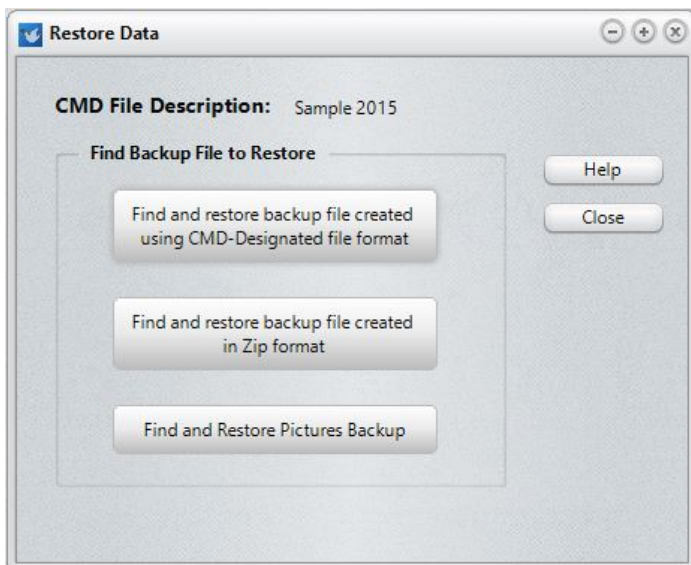 Restore Data
CMD File Description: Sample 2015
Find Backup File to Restore
Find and restore backup file created
using CMD-Designated file format
Find and restore backup file created
in Zip format
Find and Restore Pictures Backup
Help
Close